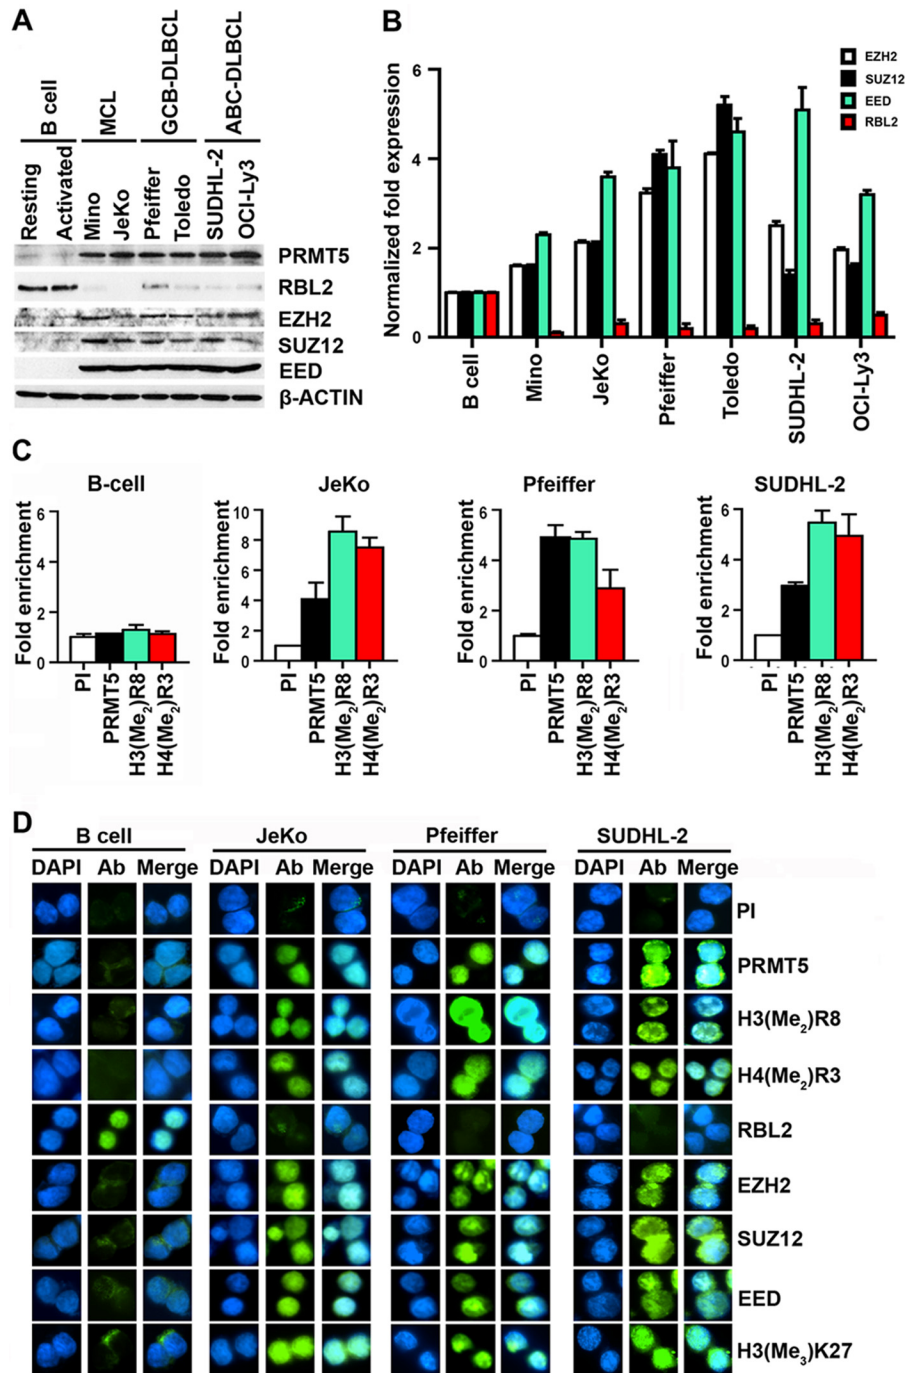 A
B cell
MCL
GCB-DLBCL
ABC-DLBCL
Resting
Activated
Mino
JeKo
Pfeiffer
Toledo
SUDHL-2
OCI-Ly3
PRMT5
RBL2
EZH2
SUZ12
EED
β-ACTIN
B
Normalized fold expression
6
4
2
0
EZH2
SUZ12
EED
RBL2
B cell
Mino
JeKo
Pfeiffer
Toledo
SUDHL-2
OCI-Ly3
C
B-cell
Fold enrichment
6
4
2
0
PI
PRMT5
H3(Me₂)R8
H4(Me₂)R3
JeKo
Fold enrichment
10
8
6
4
2
0
PI
PRMT5
H3(Me₂)R8
H4(Me₂)R3
Pfeiffer
Fold enrichment
6
4
2
0
PI
PRMT5
H3(Me₂)R8
H4(Me₂)R3
SUDHL-2
Fold enrichment
6
4
2
0
PI
PRMT5
H3(Me₂)R8
H4(Me₂)R3
D
B cell JeKo Pfeiffer SUDHL-2
DAPI Ab Merge DAPI Ab Merge DAPI Ab Merge DAPI Ab Merge
PI
PRMT5
H3(Me₂)R8
H4(Me₂)R3
RBL2
EZH2
SUZ12
EED
H3(Me₃)K27